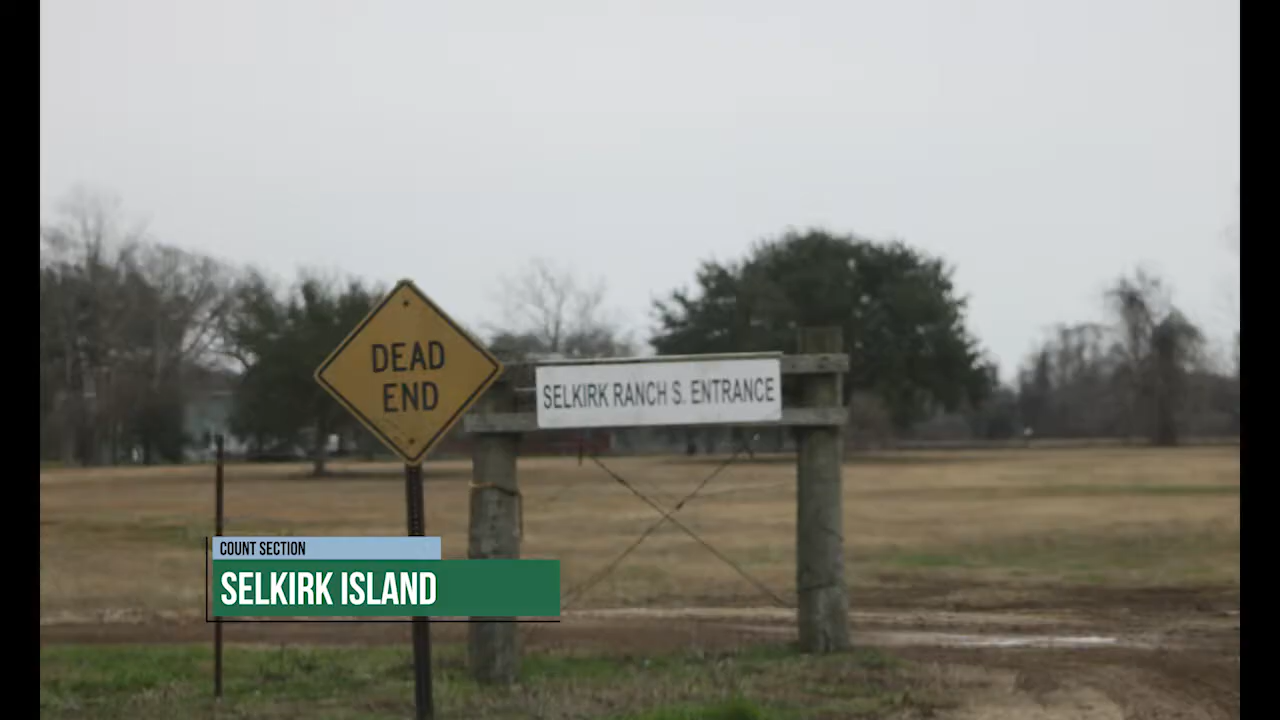 DEAD
END
SELKIRK RANCH S. ENTRANCE
COUNT SECTION
SELKIRK ISLAND